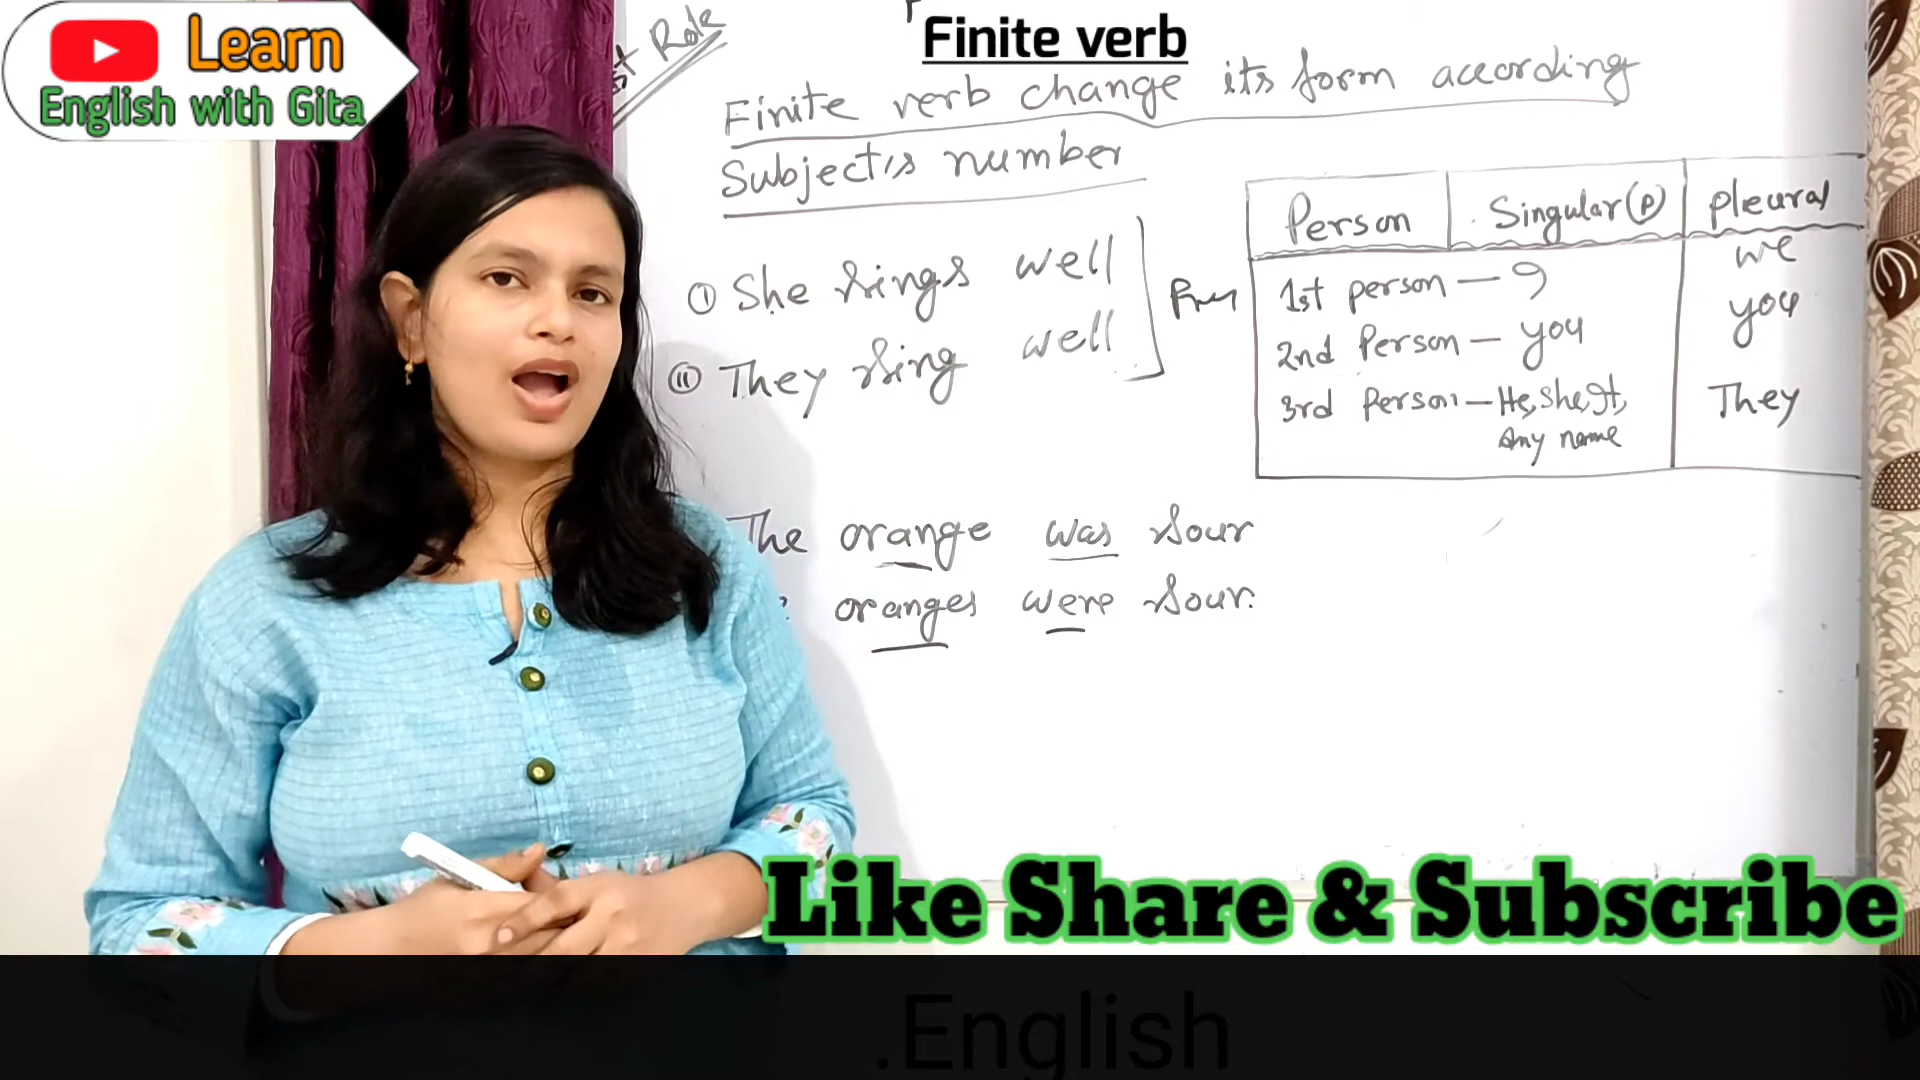 Learn
English with Gita
Role
Finite verb
Finite verb change its form according
Subject's number
Person Singular (P) pleural
① She sings well
② They sing well
1st person — I we
2nd Person — you you
3rd Person — He, She, It, They
Any name
The orange was sour
oranges were sour.
Like Share & Subscribe
.English